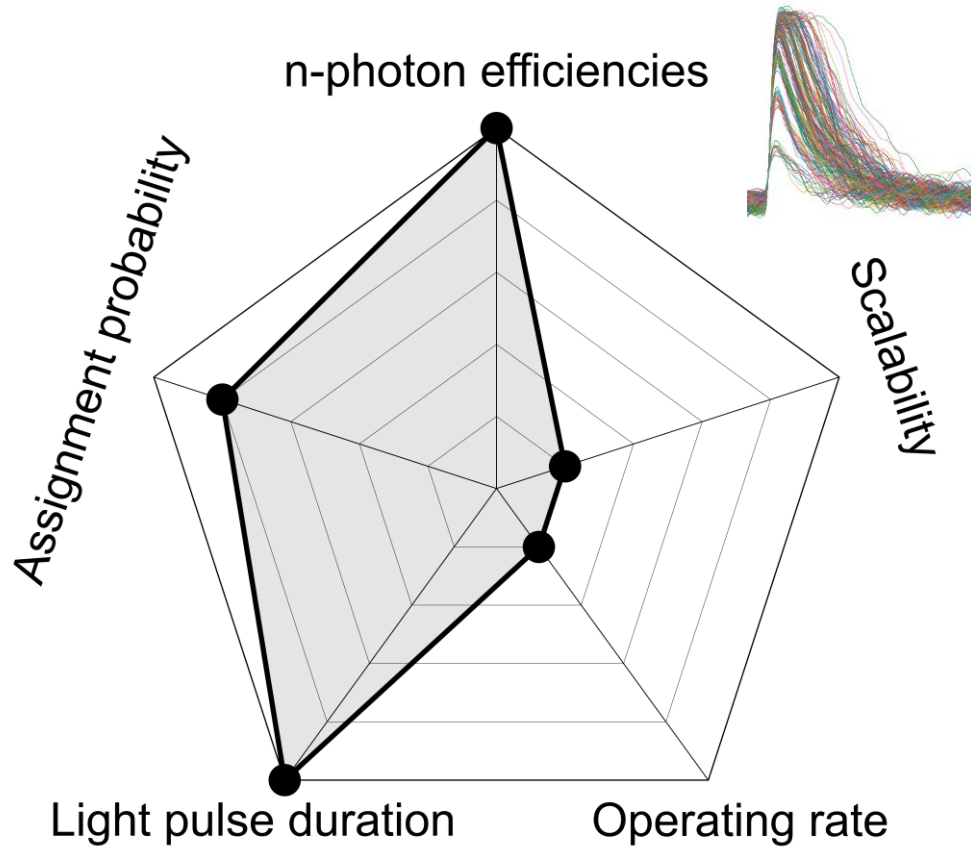 n-photon efficiencies
Assignment probability
Scalability
Light pulse duration
Operating rate